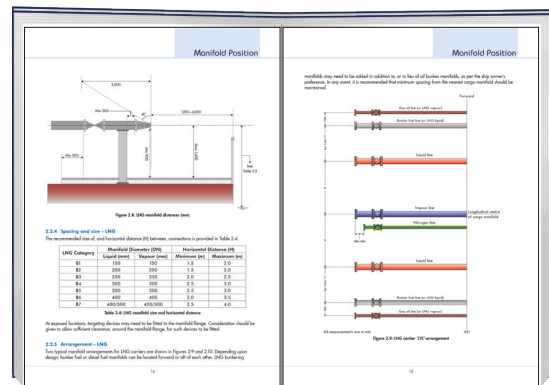 Manifold Position
2,000
Min 500
Min 500
Min 900
Max 1,400
See
Table 2.3
Figure 2.8: LNG manifold distances (mm)
2.2.4 Spacing and size – LNG
The recommended size of, and horizontal distance (H) between, connections is provided in Table 2.4.
LNG Category Manifold Diameter (DN) Horizontal Distance (H)
Liquid (mm) Vapour (mm) Minimum (m) Maximum (m)
B1 150 150 1.5 2.0
B2 200 200 1.5 2.0
B3 250 250 2.0 2.5
B4 300 300 2.5 3.0
B5 300 300 2.5 3.0
B6 400 400 3.0 3.5
B7 400/500 400/500 3.5 4.0
Table 2.4: LNG manifold size and horizontal distance
At exposed locations, targeting devices may need to be fitted to the manifold flange. Consideration should be
given to allow sufficient clearance, around the manifold flange, for such devices to be fitted.
2.2.5 Arrangement – LNG
Two typical manifold arrangements for LNG carriers are shown in Figures 2.9 and 2.10. Depending upon
design, bunker fuel or diesel fuel manifolds can be located forward or aft of each other. LNG bunkering
14
Manifold Position
manifolds may need to be added in addition to, or in lieu of oil bunker manifolds, as per the ship owner's
preference. In any event, it is recommended that minimum spacing from the nearest cargo manifold should be
maintained.
Forward
Gas oil line (or LNG vapour)
Bunker fuel line (or LNG liquid)
Liquid line
Vapour line
Longitudinal centre
of cargo manifold
Nitrogen line
Liquid line
Bunker fuel line (or LNG liquid)
Gas oil line (or LNG vapour)
All measurements are in mm
Aft
Figure 2.9: LNG carrier 'LVL' arrangement
15